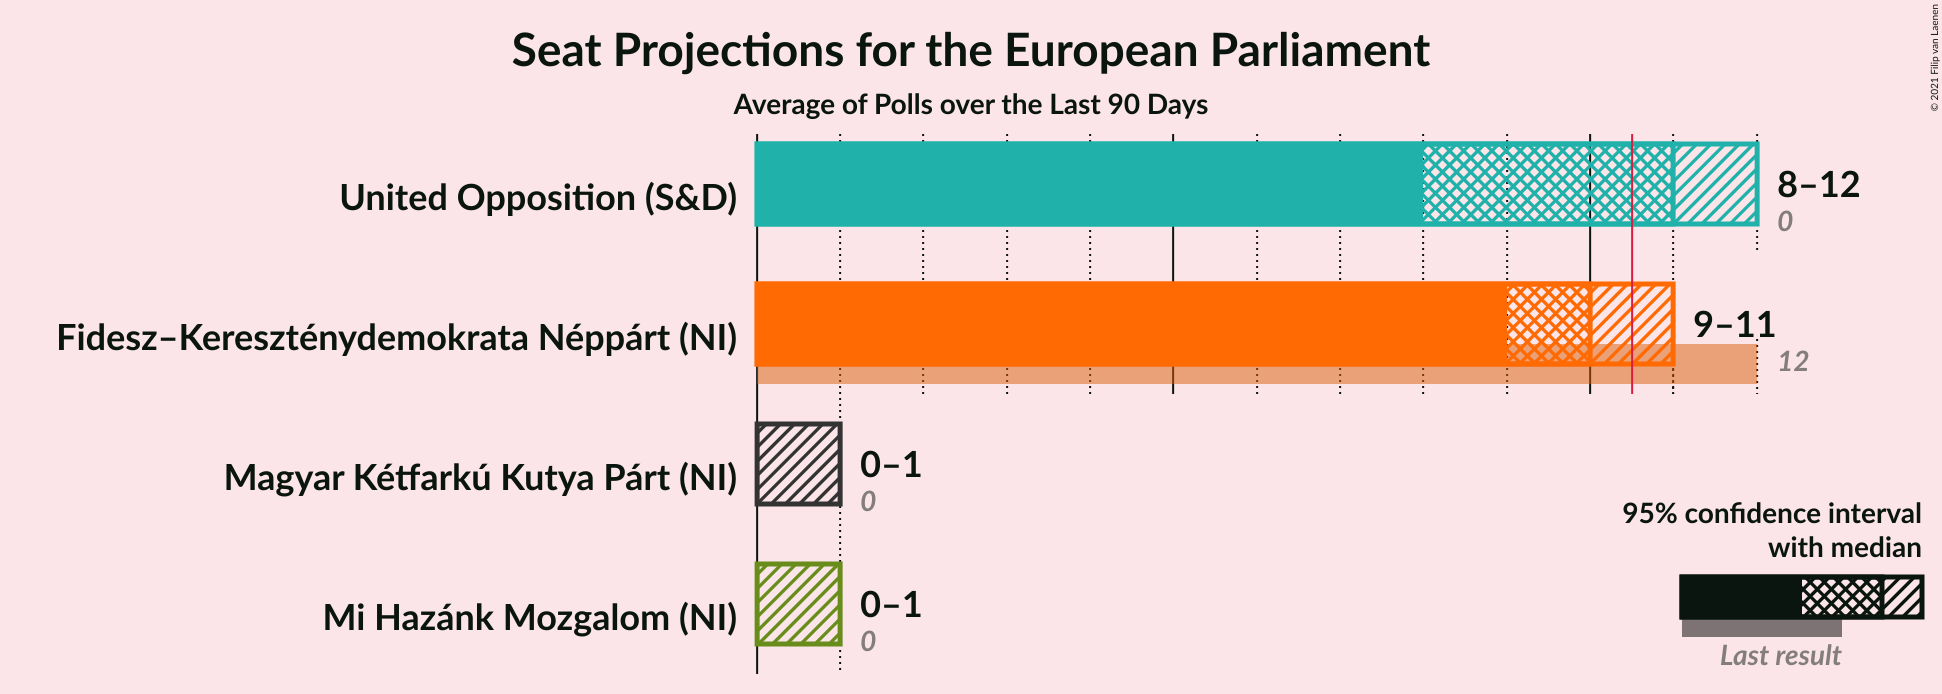 Seat Projections for the European Parliament
Average of Polls over the Last 90 Days
© 2021 Filip van Laenen
United Opposition (S&D)
8–12
0
Fidesz–Kereszténydemokrata Néppárt (NI)
9–11
12
Magyar Kétfarkú Kutya Párt (NI)
0–1
0
Mi Hazánk Mozgalom (NI)
0–1
0
95% confidence interval
with median
Last result